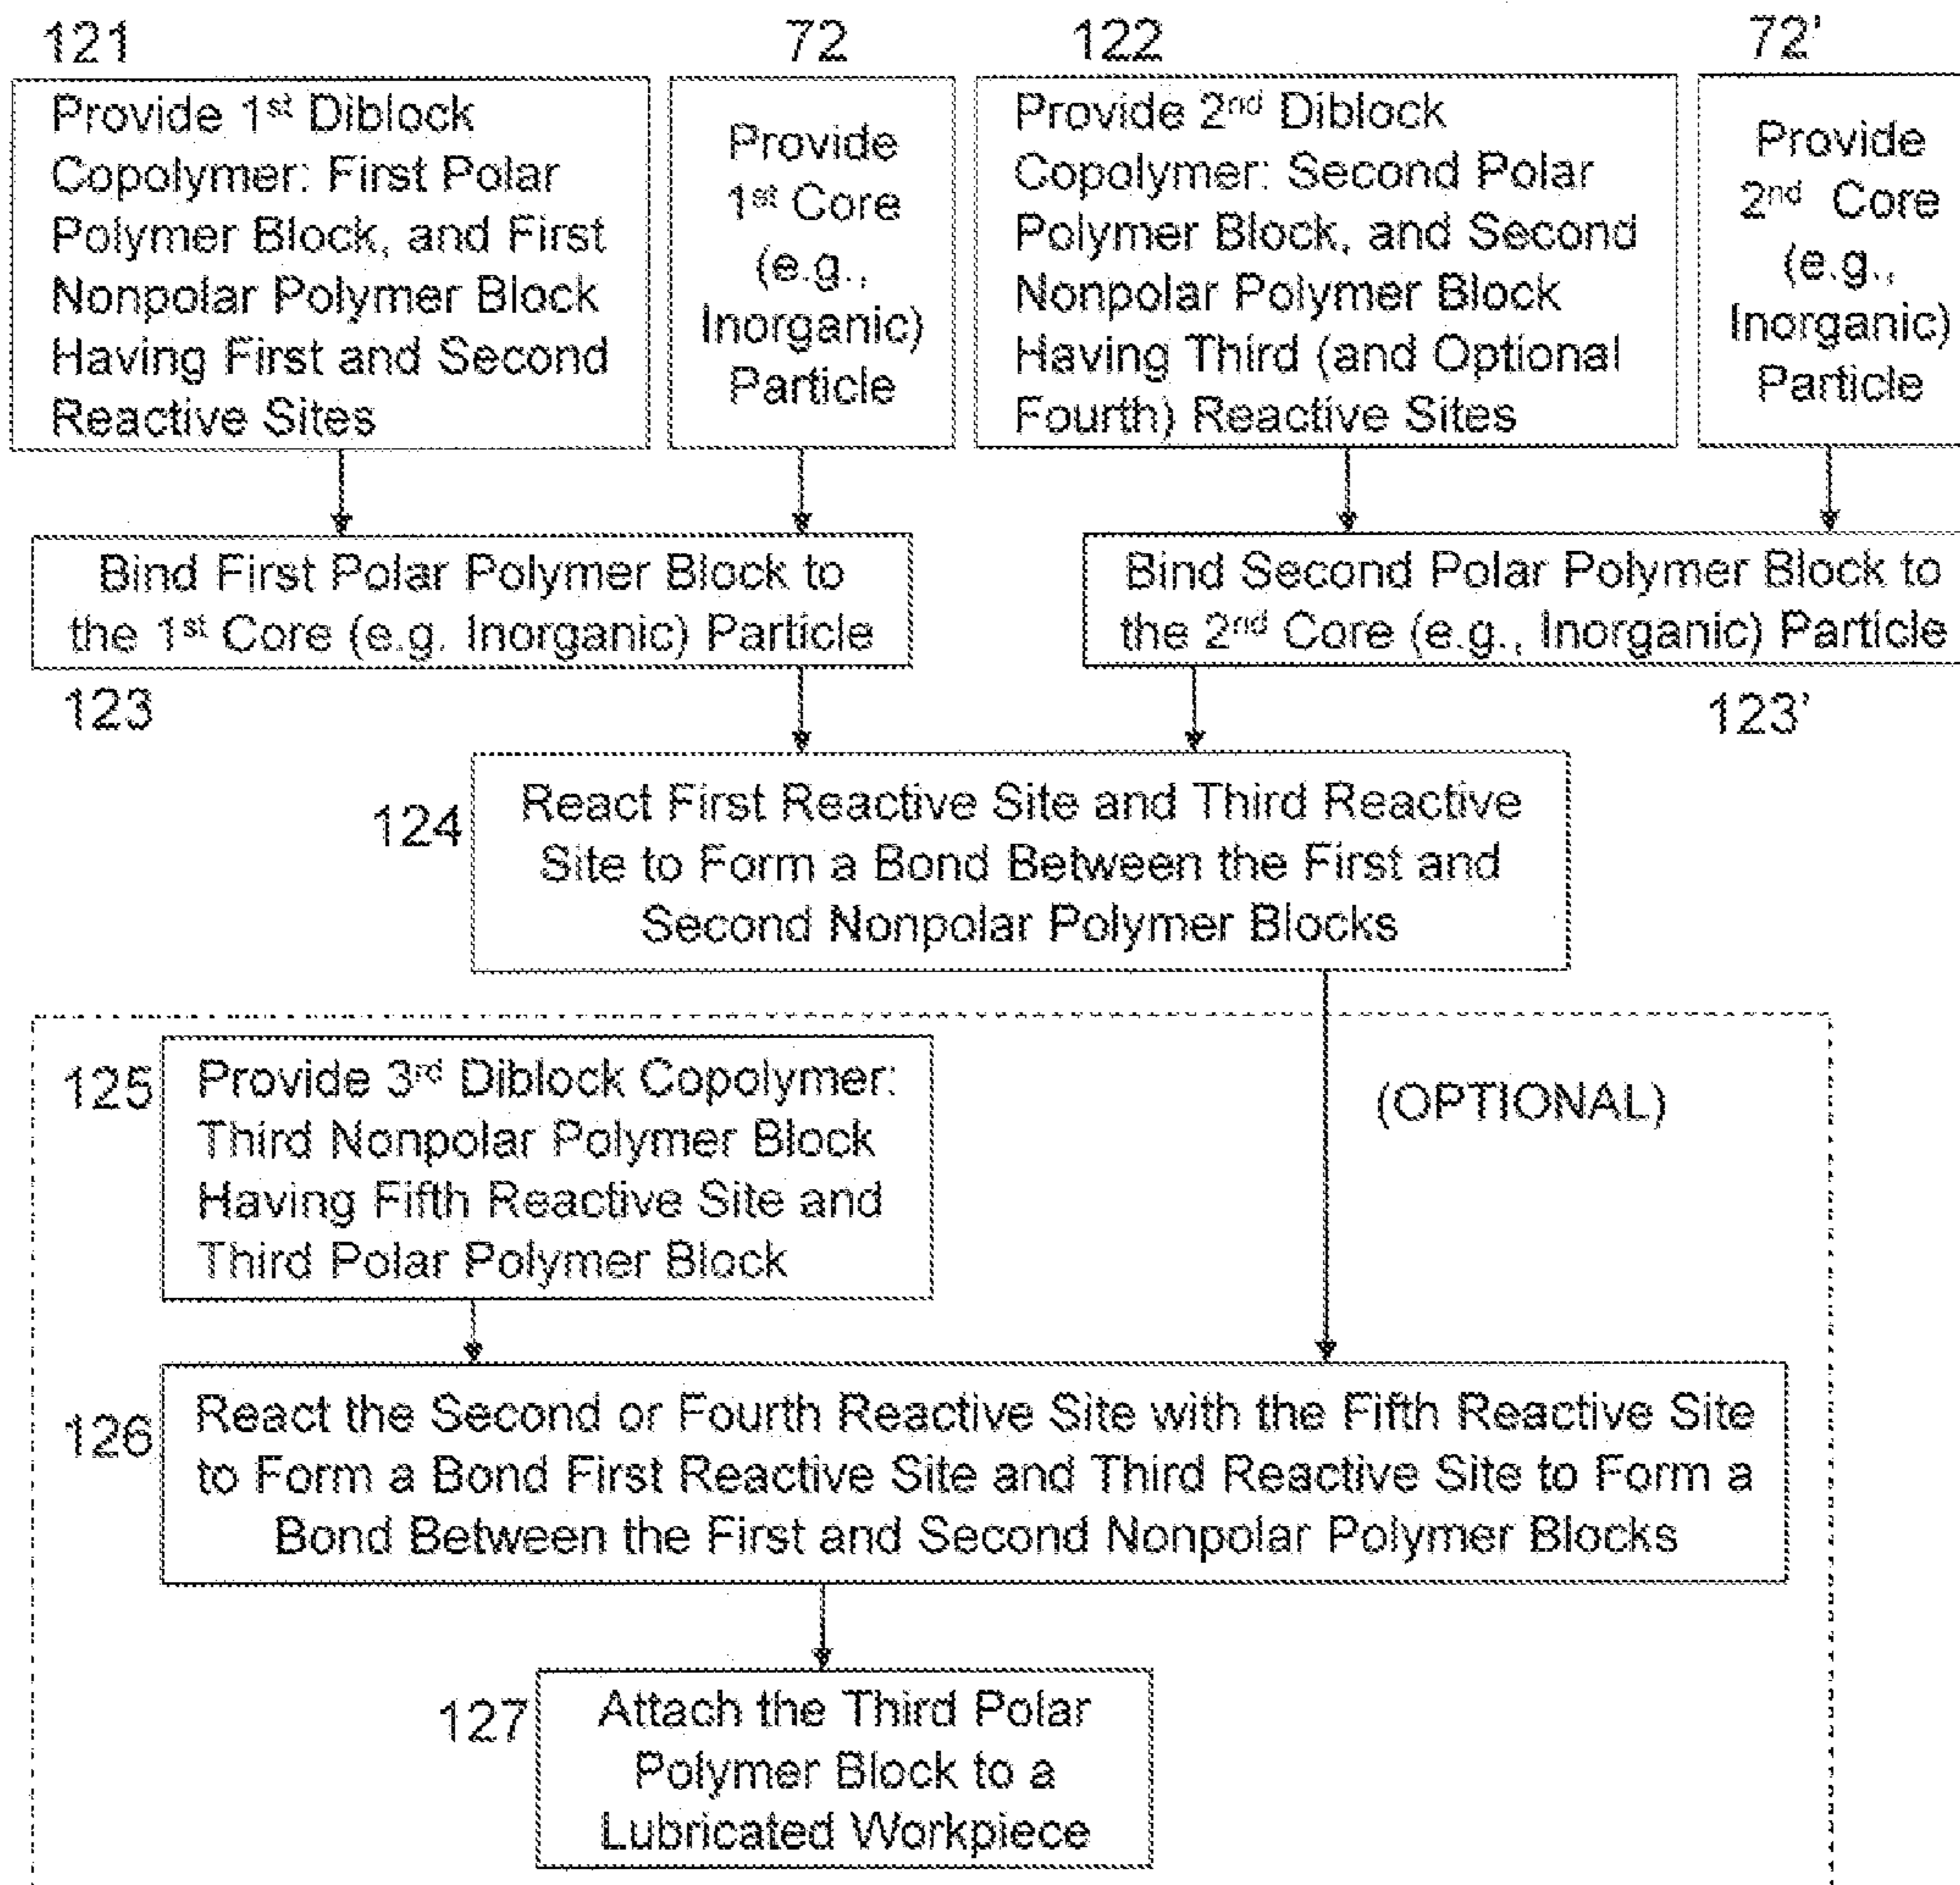 121
Provide 1st Diblock
Copolymer: First Polar
Polymer Block, and First
Nonpolar Polymer Block
Having First and Second
Reactive Sites
72
Provide
1st Core
(e.g.,
Inorganic)
Particle
122
Provide 2nd Diblock
Copolymer: Second Polar
Polymer Block, and Second
Nonpolar Polymer Block
Having Third (and Optional
Fourth) Reactive Sites
72'
Provide
2nd Core
(e.g.,
Inorganic)
Particle
Bind First Polar Polymer Block to
the 1st Core (e.g. Inorganic) Particle
123
Bind Second Polar Polymer Block to
the 2nd Core (e.g., Inorganic) Particle
123'
124
React First Reactive Site and Third Reactive
Site to Form a Bond Between the First and
Second Nonpolar Polymer Blocks
125
Provide 3rd Diblock Copolymer:
Third Nonpolar Polymer Block
Having Fifth Reactive Site and
Third Polar Polymer Block
(OPTIONAL)
126
React the Second or Fourth Reactive Site with the Fifth Reactive Site
to Form a Bond First Reactive Site and Third Reactive Site to Form a
Bond Between the First and Second Nonpolar Polymer Blocks
127
Attach the Third Polar
Polymer Block to a
Lubricated Workpiece